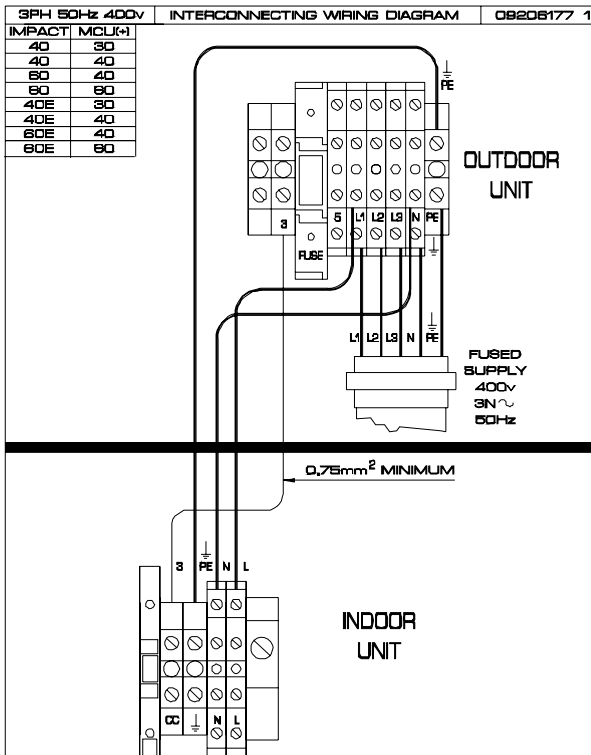 3PH 50Hz 400v INTERCONNECTING WIRING DIAGRAM 09206177 1
IMPACT MCU(+)
40 30
40 40
60 40
80 80
40E 30
40E 40
60E 40
80E 80
PE
OUTDOOR
UNIT
3 5 L1 L2 L3 N PE
FUSE
L1 L2 L3 N PE
FUSED
SUPPLY
400v
3N~
50Hz
0.75mm² MINIMUM
3 PE N L
INDOOR
UNIT
CC N L